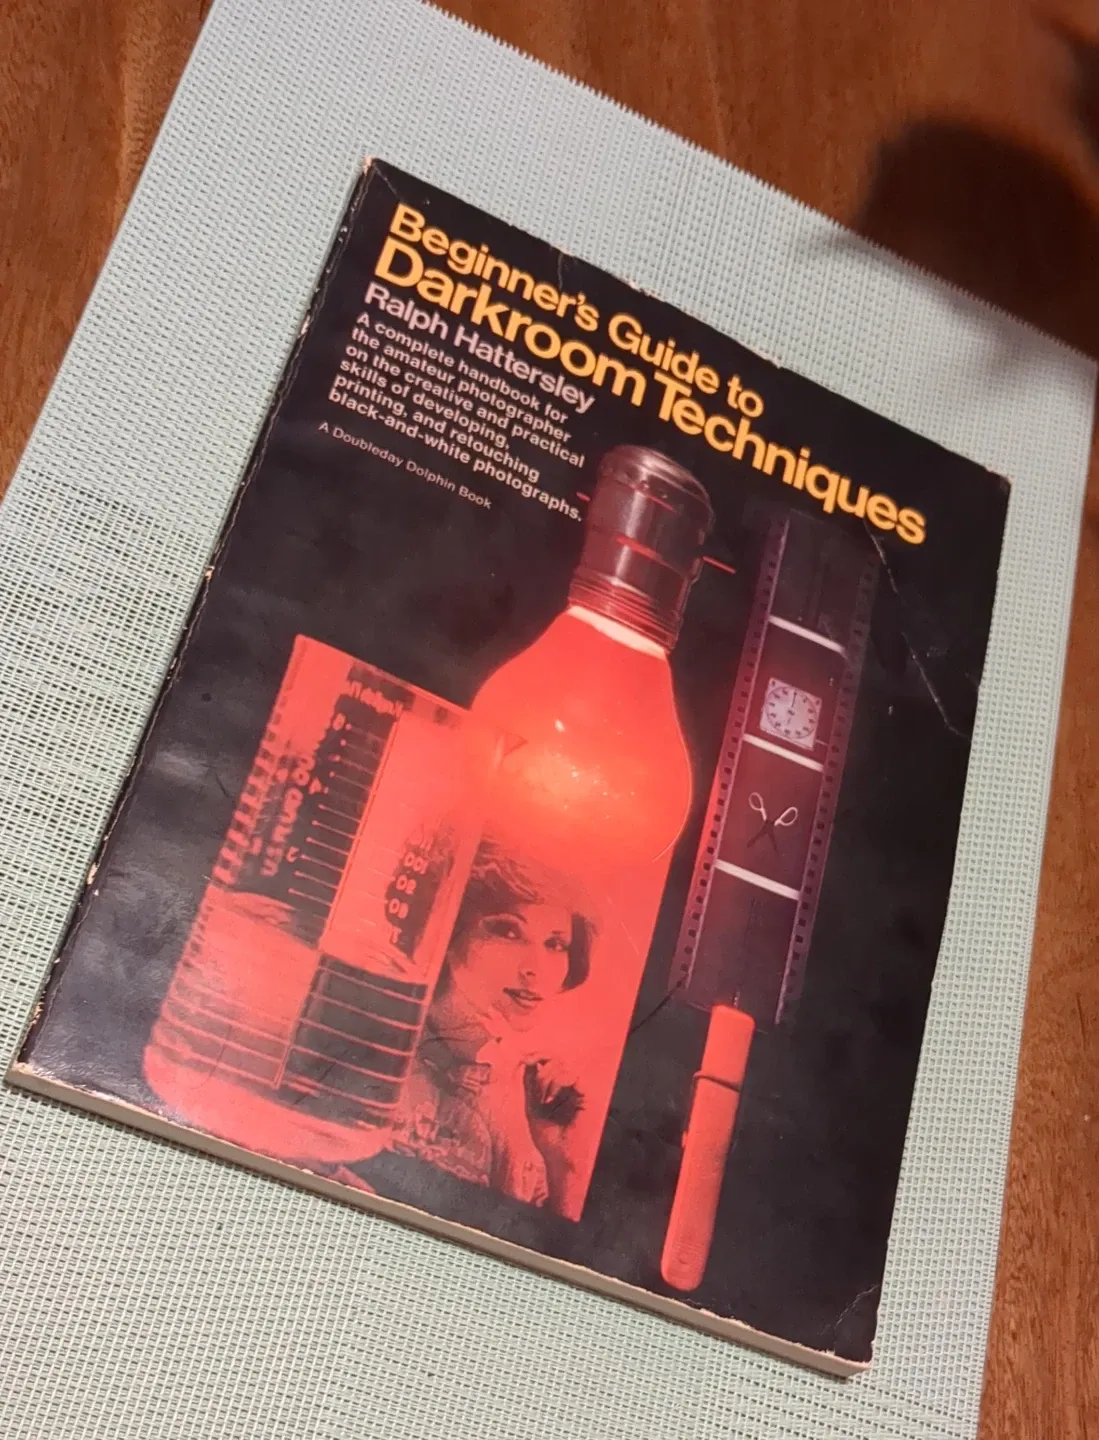 Beginner's Guide to
Darkroom Techniques
Ralph Hattersley
A complete handbook for
the amateur photographer
on the creative and practical
skills of developing,
printing, and retouching
black-and-white photographs.
A Doubleday Dolphin Book